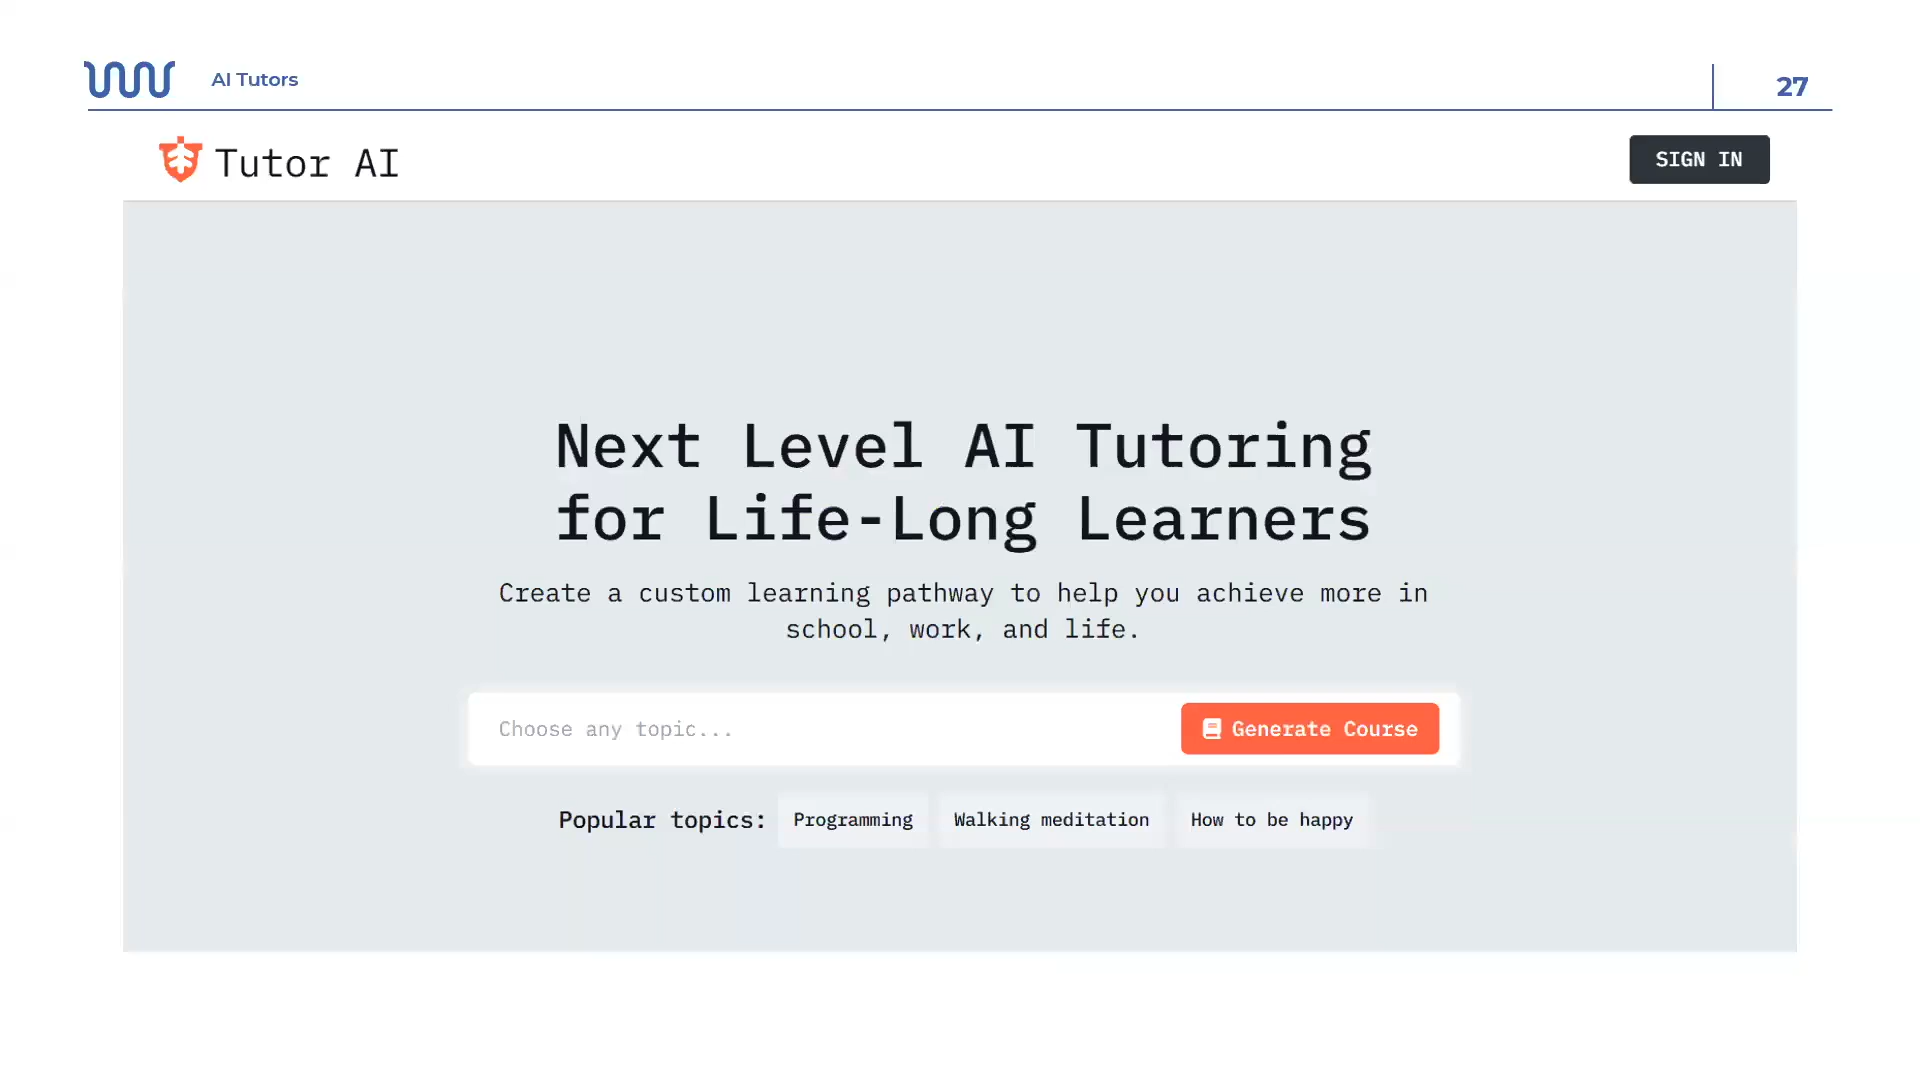 AI Tutors
27
Tutor AI
SIGN IN
Next Level AI Tutoring
for Life-Long Learners
Create a custom learning pathway to help you achieve more in
school, work, and life.
Choose any topic...
Generate Course
Popular topics: Programming Walking meditation How to be happy